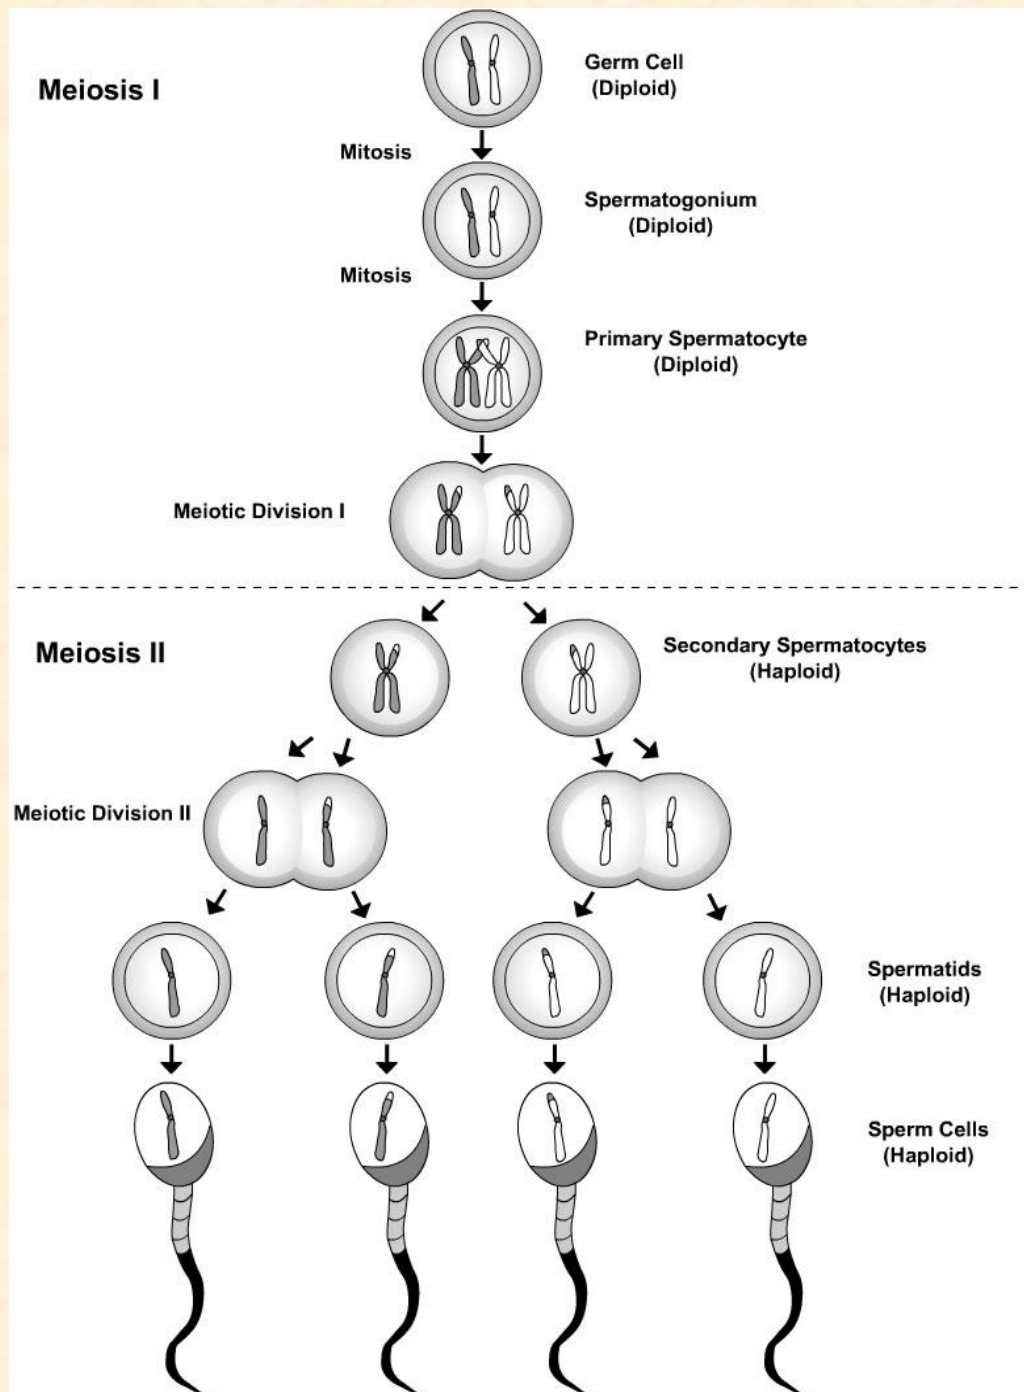 Meiosis I
Germ Cell
(Diploid)
Mitosis
Spermatogonium
(Diploid)
Mitosis
Primary Spermatocyte
(Diploid)
Meiotic Division I
Meiosis II
Secondary Spermatocytes
(Haploid)
Meiotic Division II
Spermatids
(Haploid)
Sperm Cells
(Haploid)